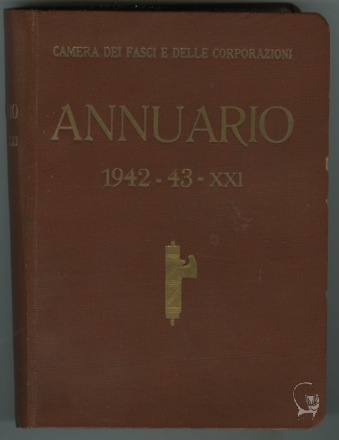 CAMERA DEI FASCI E DELLE CORPORAZIONI
ANNUARIO
1942-43-XXI